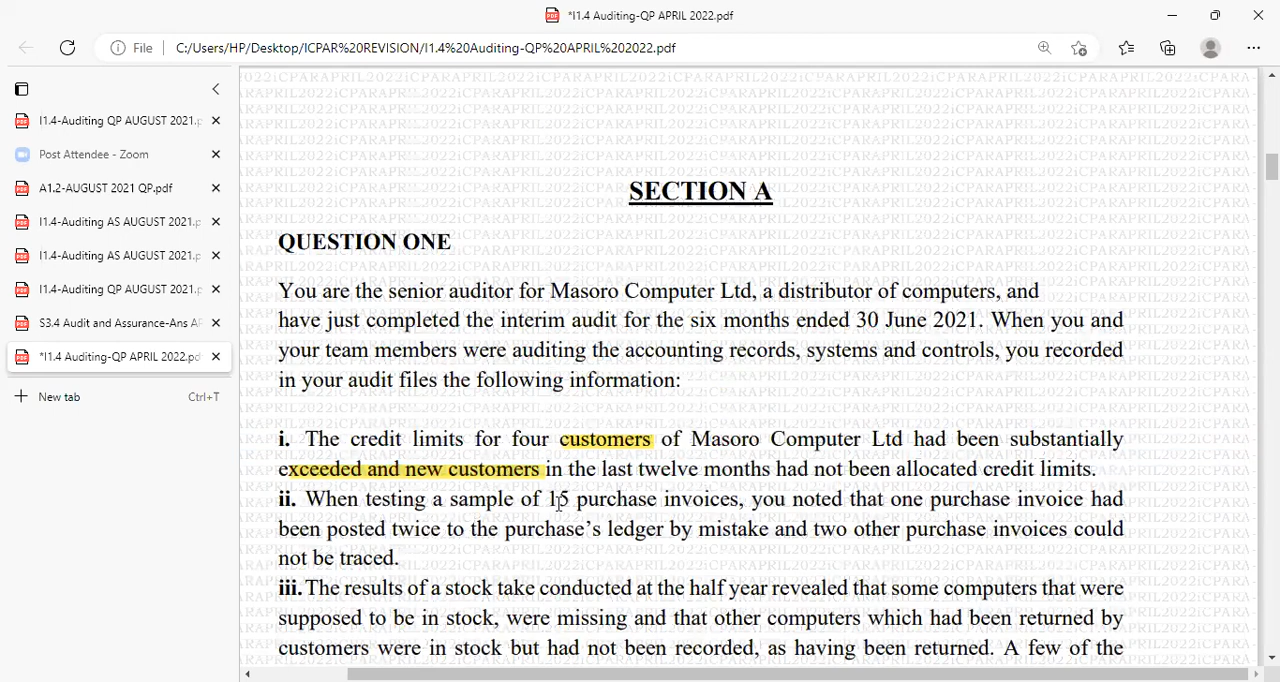 *I1.4 Auditing-QP APRIL 2022.pdf
File
C:/Users/HP/Desktop/ICPAR%20REVISION/I1.4%20Auditing-QP%20APRIL%202022.pdf
I1.4-Auditing QP AUGUST 2021.p
Post Attendee - Zoom
A1.2-AUGUST 2021 QP.pdf
I1.4-Auditing AS AUGUST 2021.p
I1.4-Auditing AS AUGUST 2021.p
I1.4-Auditing QP AUGUST 2021.p
S3.4 Audit and Assurance-Ans AP
*I1.4 Auditing-QP APRIL 2022.pd
New tab Ctrl+T
SECTION A
QUESTION ONE
You are the senior auditor for Masoro Computer Ltd, a distributor of computers, and
have just completed the interim audit for the six months ended 30 June 2021. When you and
your team members were auditing the accounting records, systems and controls, you recorded
in your audit files the following information:
i. The credit limits for four customers of Masoro Computer Ltd had been substantially
exceeded and new customers in the last twelve months had not been allocated credit limits.
ii. When testing a sample of 15 purchase invoices, you noted that one purchase invoice had
been posted twice to the purchase’s ledger by mistake and two other purchase invoices could
not be traced.
iii. The results of a stock take conducted at the half year revealed that some computers that were
supposed to be in stock, were missing and that other computers which had been returned by
customers were in stock but had not been recorded, as having been returned. A few of the